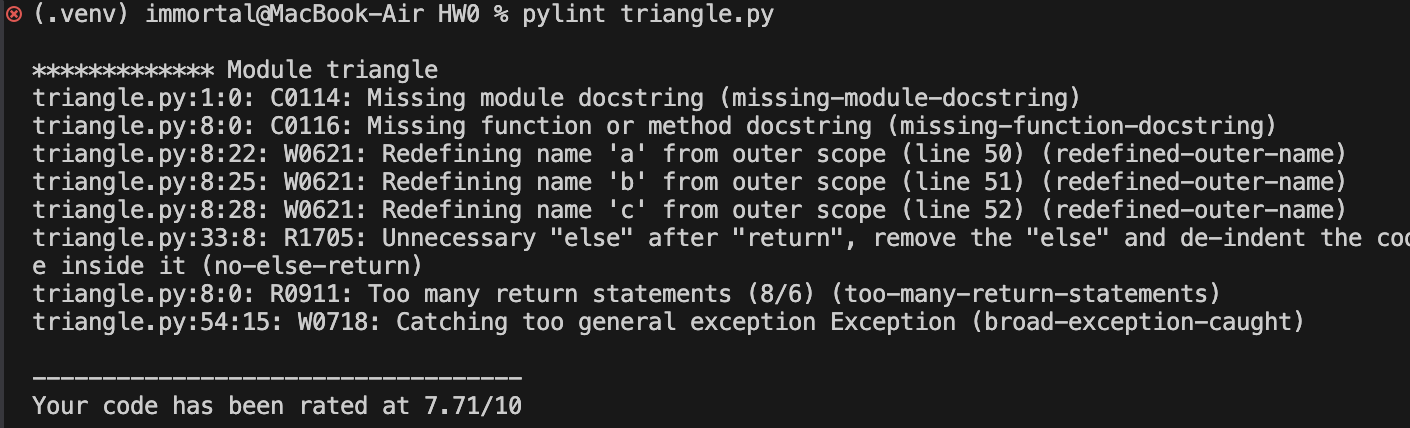 (.venv) immortal@MacBook-Air HW0 % pylint triangle.py
************* Module triangle
triangle.py:1:0: C0114: Missing module docstring (missing-module-docstring)
triangle.py:8:0: C0116: Missing function or method docstring (missing-function-docstring)
triangle.py:8:22: W0621: Redefining name 'a' from outer scope (line 50) (redefined-outer-name)
triangle.py:8:25: W0621: Redefining name 'b' from outer scope (line 51) (redefined-outer-name)
triangle.py:8:28: W0621: Redefining name 'c' from outer scope (line 52) (redefined-outer-name)
triangle.py:33:8: R1705: Unnecessary "else" after "return", remove the "else" and de-indent the cod
e inside it (no-else-return)
triangle.py:8:0: R0911: Too many return statements (8/6) (too-many-return-statements)
triangle.py:54:15: W0718: Catching too general exception Exception (broad-exception-caught)
-----------------------------------
Your code has been rated at 7.71/10